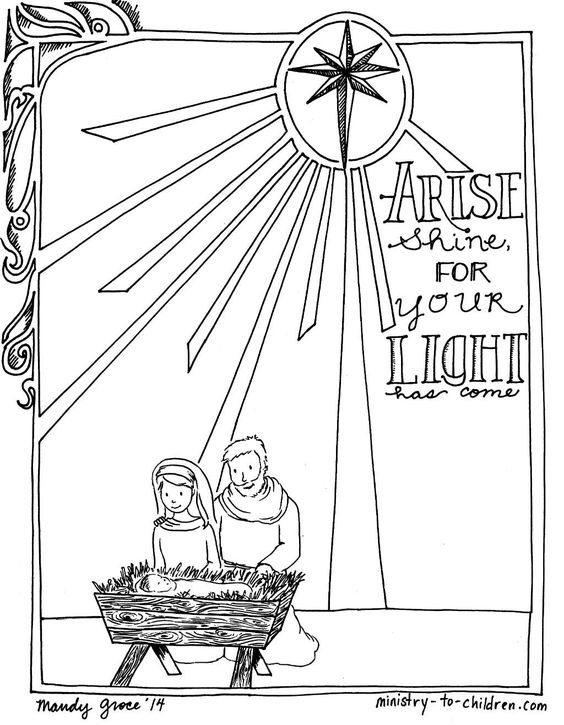 ARISE
shine,
FOR
YOUR
LIGHT
has come
Mandy Groce '14
ministry-to-children.com